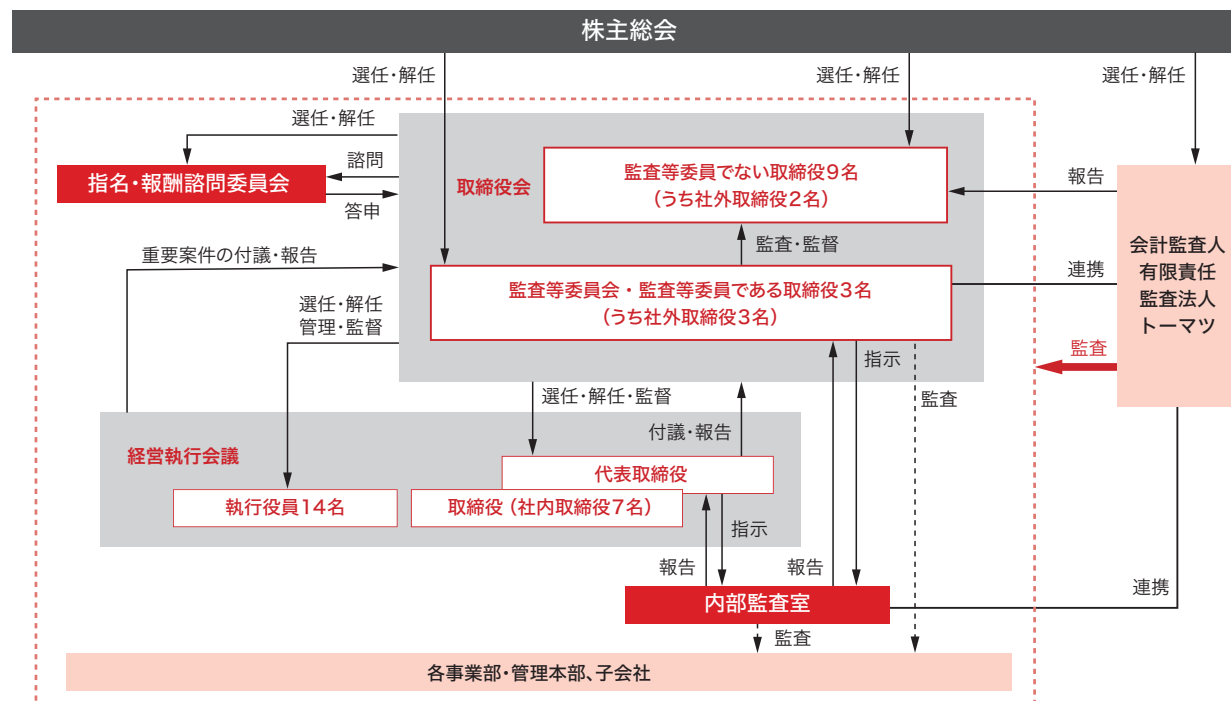 株主総会
選任・解任
選任・解任
選任・解任
選任・解任
指名・報酬諮問委員会
諮問
答申
取締役会
監査等委員でない取締役9名
(うち社外取締役2名)
報告
監査・監督
重要案件の付議・報告
監査等委員会・監査等委員である取締役3名
(うち社外取締役3名)
連携
会計監査人
有限責任
監査法人
トーマツ
選任・解任
管理・監督
指示
監査
監査
選任・解任・監督
付議・報告
経営執行会議
代表取締役
執行役員14名
取締役(社内取締役7名)
指示
報告
報告
内部監査室
連携
監査
各事業部・管理本部、子会社